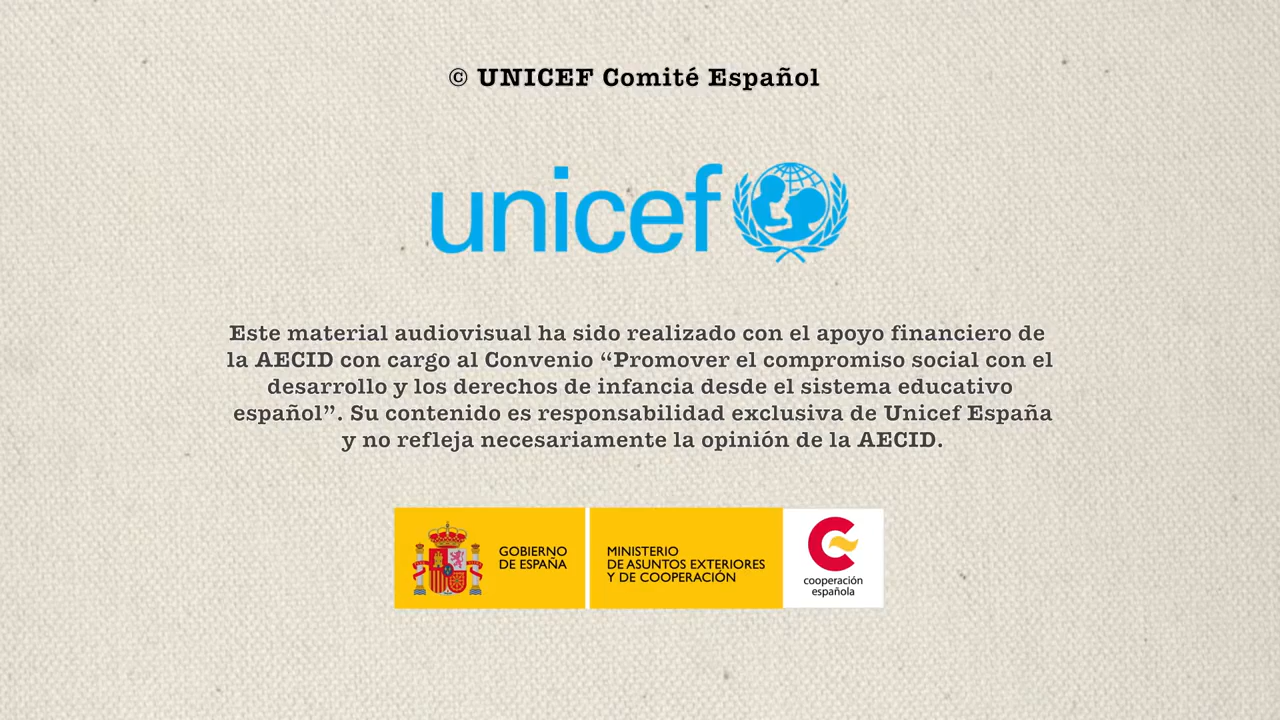 © UNICEF Comité Español
unicef
Este material audiovisual ha sido realizado con el apoyo financiero de
la AECID con cargo al Convenio “Promover el compromiso social con el
desarrollo y los derechos de infancia desde el sistema educativo
español”. Su contenido es responsabilidad exclusiva de Unicef España
y no refleja necesariamente la opinión de la AECID.
GOBIERNO
DE ESPAÑA
MINISTERIO
DE ASUNTOS EXTERIORES
Y DE COOPERACIÓN
cooperación
española